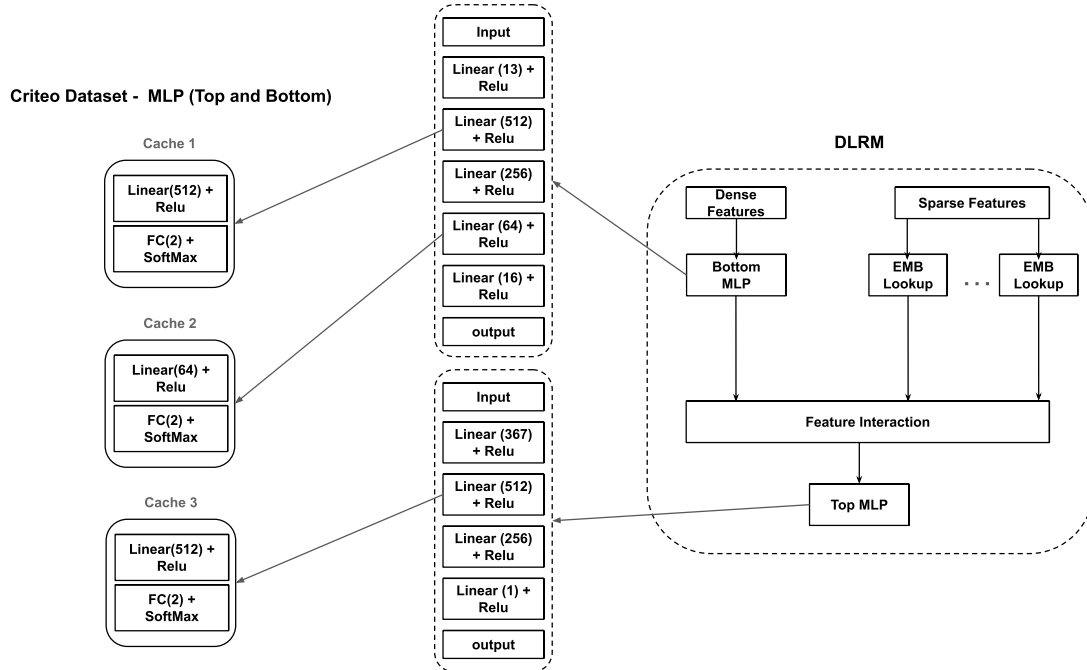 Criteo Dataset - MLP (Top and Bottom)
Cache 1
Linear(512) +
Relu
FC(2) +
SoftMax
Cache 2
Linear(64) +
Relu
FC(2) +
SoftMax
Cache 3
Linear(512) +
Relu
FC(2) +
SoftMax
Input
Linear (13) +
Relu
Linear (512)
+ Relu
Linear (256)
+ Relu
Linear (64) +
Relu
Linear (16) +
Relu
output
Input
Linear (367)
+ Relu
Linear (512)
+ Relu
Linear (256)
+ Relu
Linear (1) +
Relu
output
DLRM
Dense
Features
Sparse Features
Bottom
MLP
EMB
Lookup
. . .
EMB
Lookup
Feature Interaction
Top MLP